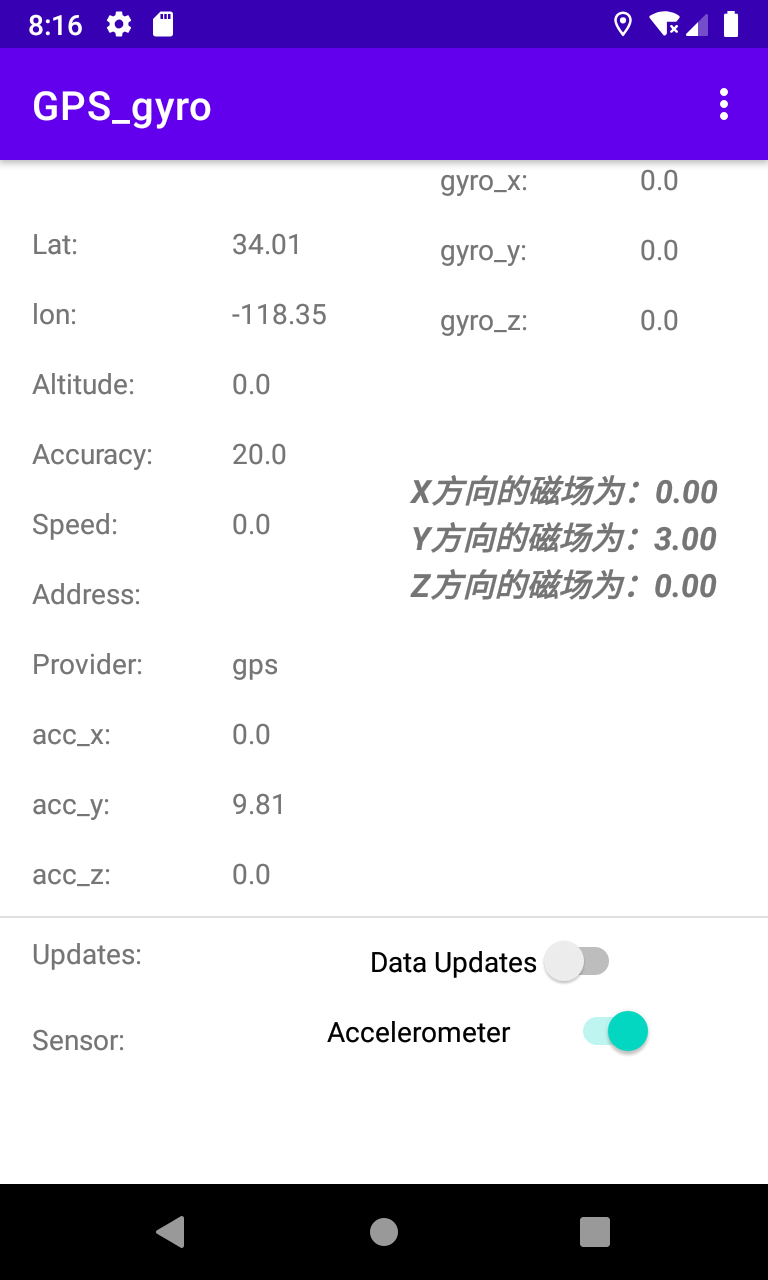 8:16
GPS_gyro
gyro_x: 0.0
Lat: 34.01
gyro_y: 0.0
lon: -118.35
gyro_z: 0.0
Altitude: 0.0
Accuracy: 20.0
X方向的磁场为：0.00
Speed: 0.0
Y方向的磁场为：3.00
Z方向的磁场为：0.00
Address:
Provider: gps
acc_x: 0.0
acc_y: 9.81
acc_z: 0.0
Updates: Data Updates
Sensor: Accelerometer